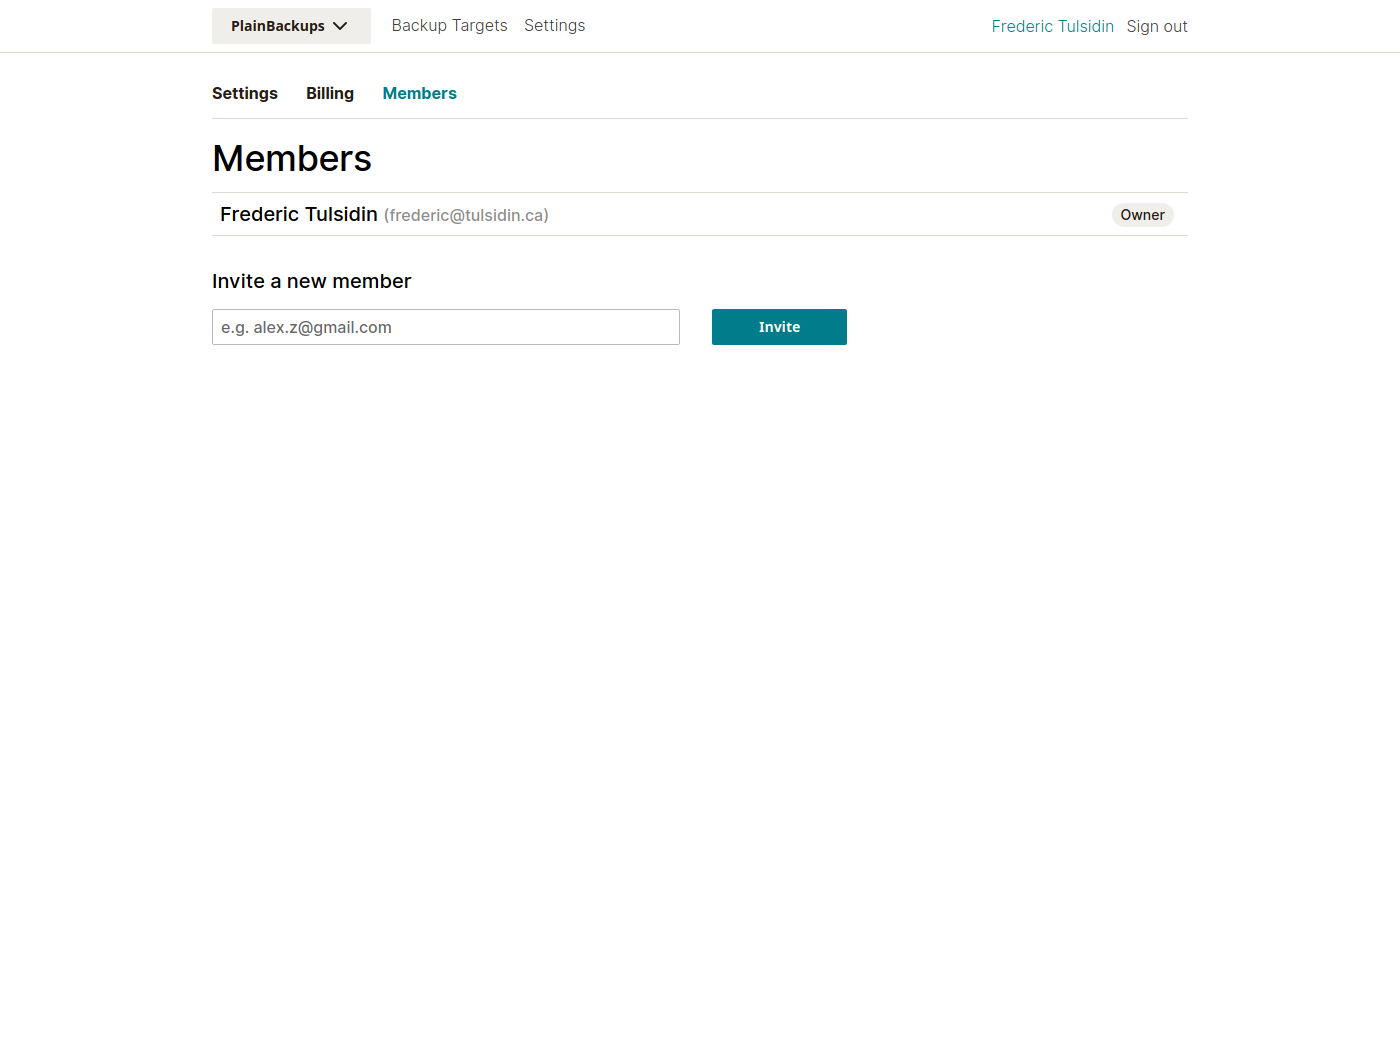 PlainBackups Backup Targets Settings Frederic Tulsidin Sign out
Settings Billing Members
Members
Frederic Tulsidin (frederic@tulsidin.ca) Owner
Invite a new member
e.g. alex.z@gmail.com Invite